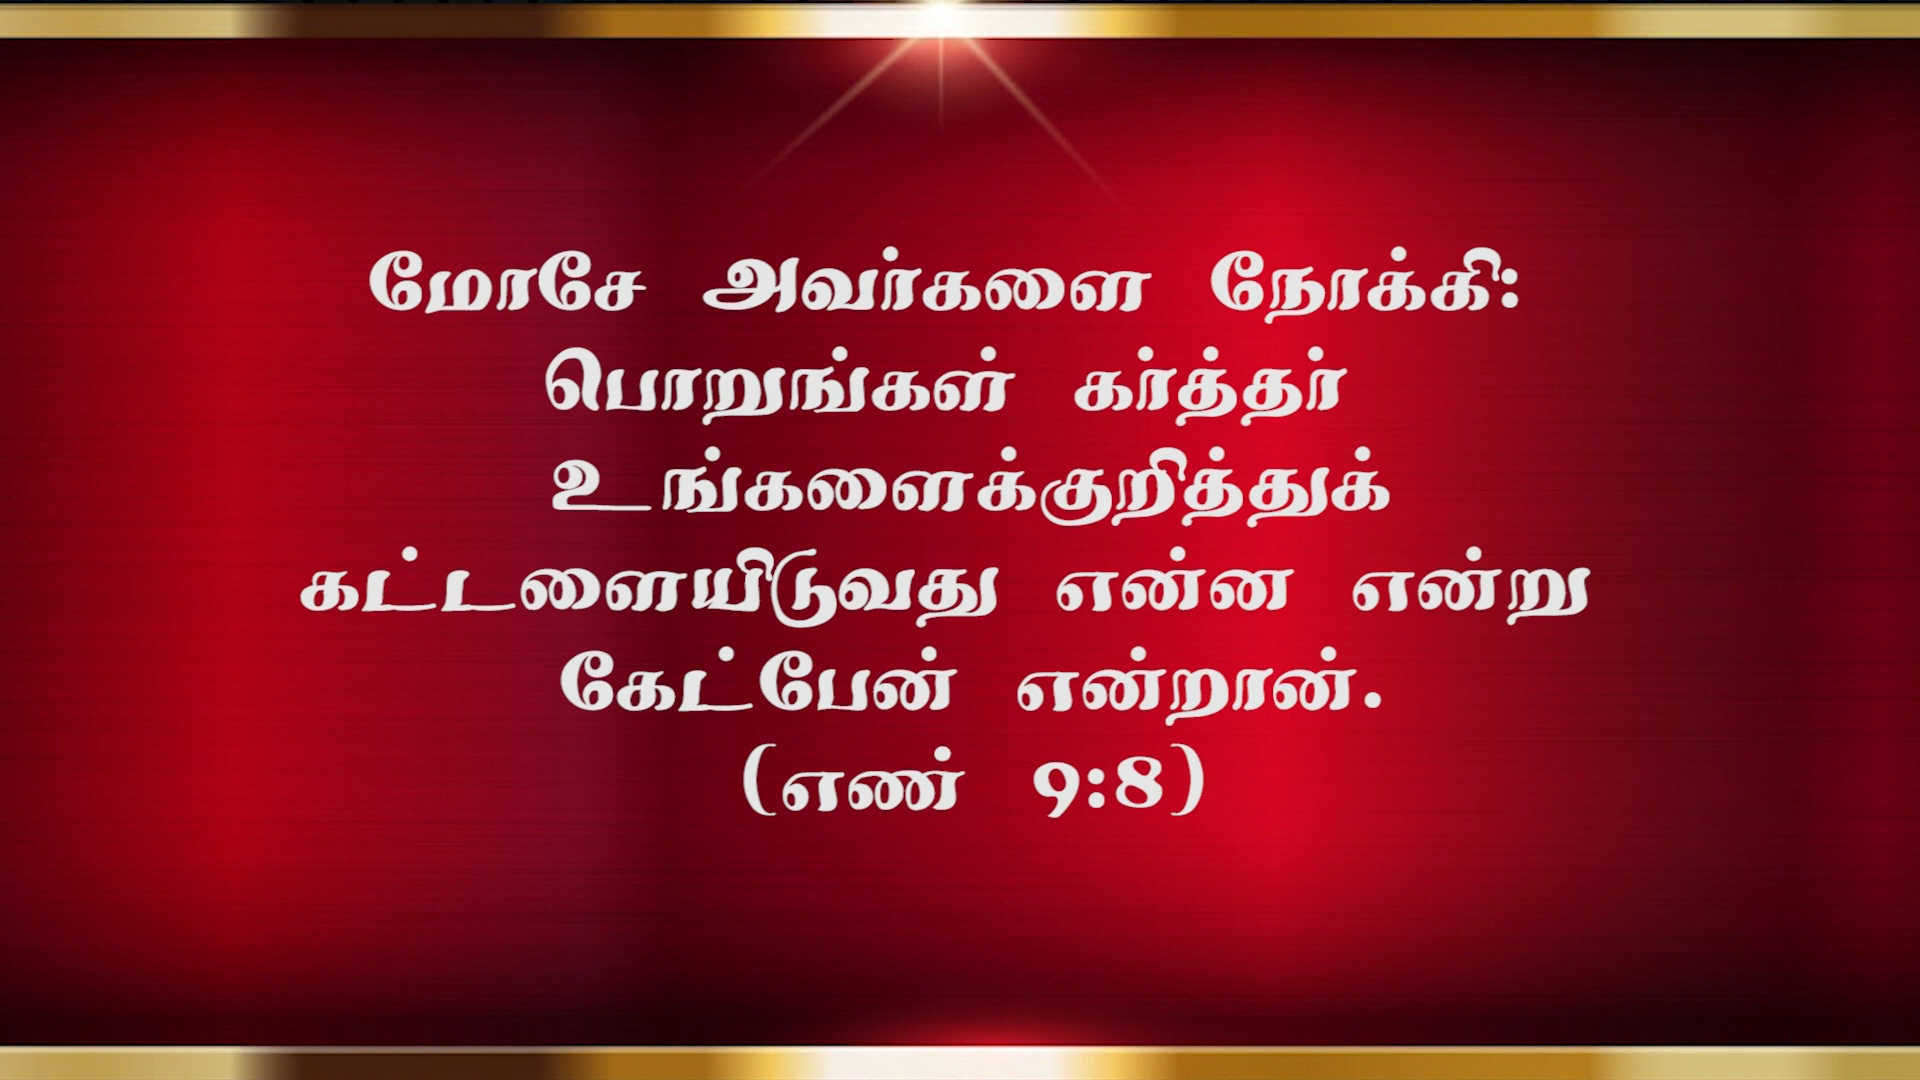 மோசே அவர்களை நோக்கி:
பொறுங்கள் கர்த்தர்
உங்களைக்குறித்துக்
கட்டளையிடுவது என்ன என்று
கேட்பேன் என்றான்.
(எண் 9:8)